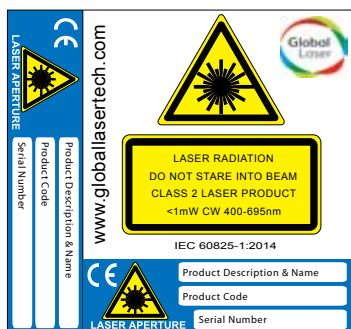 CE
LASER APERTURE
Product Description & Name
Product Code
Serial Number
www.globallasertech.com
Global
Laser
LASER RADIATION
DO NOT STARE INTO BEAM
CLASS 2 LASER PRODUCT
<1mW CW 400-695nm
IEC 60825-1:2014
CE
LASER APERTURE
Product Description & Name
Product Code
Serial Number